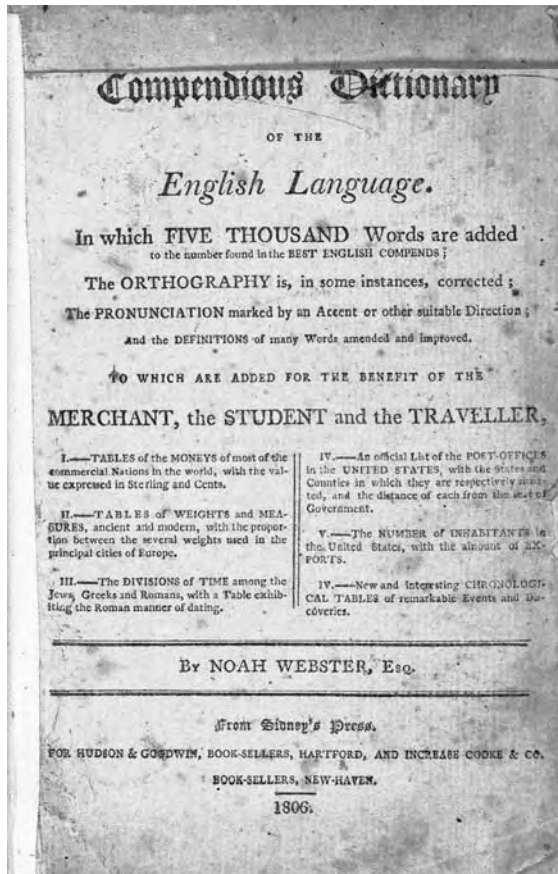 Compendious Dictionary
OF THE
English Language.
In which FIVE THOUSAND Words are added
to the number found in the BEST ENGLISH COMPENDS;
The ORTHOGRAPHY is, in some instances, corrected;
The PRONUNCIATION marked by an Accent or other suitable Direction;
And the DEFINITIONS of many Words amended and improved.
TO WHICH ARE ADDED FOR THE BENEFIT OF THE
MERCHANT, the STUDENT and the TRAVELLER,
I.—TABLES of the MONEYS of most of the
commercial Nations in the world, with the val-
ue expressed in Sterling and Cents.
II.—TABLES of WEIGHTS and MEA-
SURES, ancient and modern, with the propor-
tion between the several weights used in the
principal cities of Europe.
III.—The DIVISIONS of TIME among the
Jews, Greeks and Romans, with a Table exhib-
iting the Roman manner of dating.
IV.—An official List of the POST-OFFICES
in the UNITED STATES, with the States and
Counties in which they are respectively situa-
ted, and the distance of each from the seat of
Government.
V.—The NUMBER of INHABITANTS in
the United States, with the amount of EX-
PORTS.
IV.—New and interesting CHRONOLOGI-
CAL TABLES of remarkable Events and Dis-
coveries.
By NOAH WEBSTER, Esq.
From Sidney's Press.
FOR HUDSON & GOODWIN, BOOK-SELLERS, HARTFORD, AND INCREASE COOKE & CO.
BOOK-SELLERS, NEW-HAVEN.
1806.